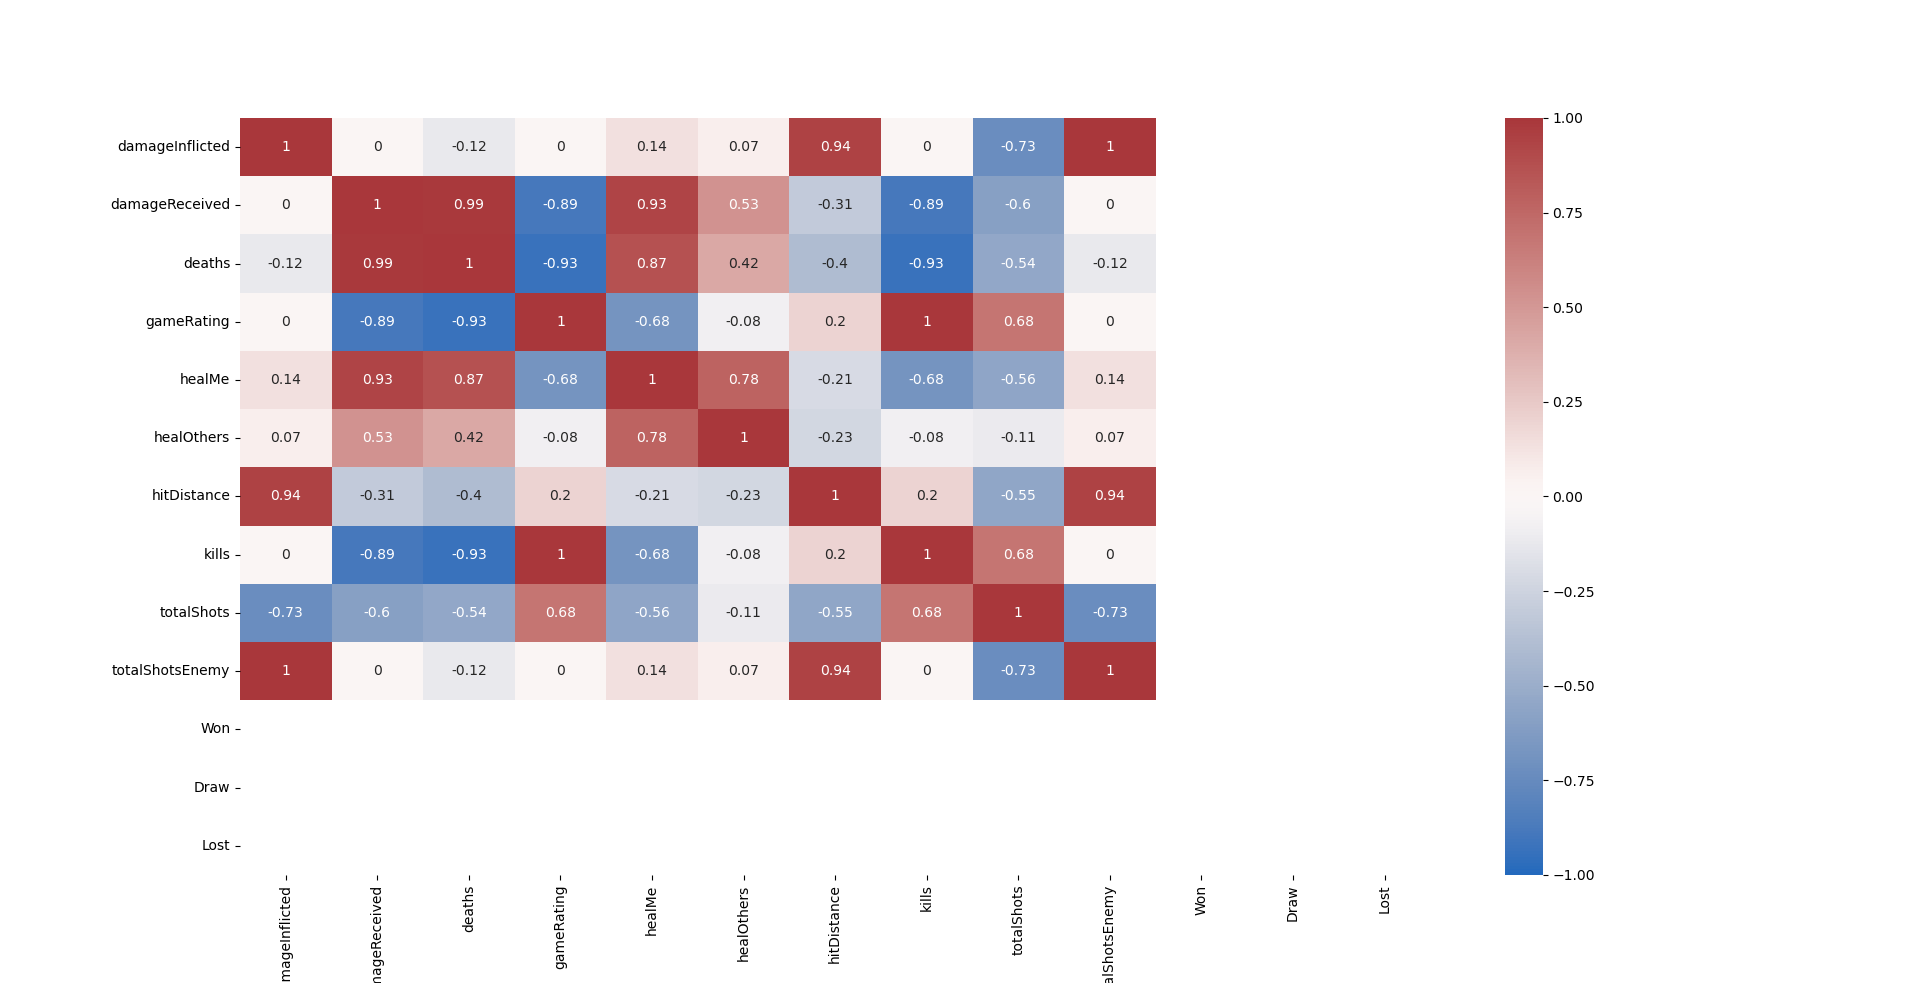 damageInflicted 1 0 -0.12 0 0.14 0.07 0.94 0 -0.73 1
damageReceived 0 1 0.99 -0.89 0.93 0.53 -0.31 -0.89 -0.6 0
deaths -0.12 0.99 1 -0.93 0.87 0.42 -0.4 -0.93 -0.54 -0.12
gameRating 0 -0.89 -0.93 1 -0.68 -0.08 0.2 1 0.68 0
healMe 0.14 0.93 0.87 -0.68 1 0.78 -0.21 -0.68 -0.56 0.14
healOthers 0.07 0.53 0.42 -0.08 0.78 1 -0.23 -0.08 -0.11 0.07
hitDistance 0.94 -0.31 -0.4 0.2 -0.21 -0.23 1 0.2 -0.55 0.94
kills 0 -0.89 -0.93 1 -0.68 -0.08 0.2 1 0.68 0
totalShots -0.73 -0.6 -0.54 0.68 -0.56 -0.11 -0.55 0.68 1 -0.73
totalShotsEnemy 1 0 -0.12 0 0.14 0.07 0.94 0 -0.73 1
Won
Draw
Lost
mageInflicted
mageReceived
deaths
gameRating
healMe
healOthers
hitDistance
kills
totalShots
alShotsEnemy
Won
Draw
Lost
1.00
0.75
0.50
0.25
0.00
−0.25
−0.50
−0.75
−1.00